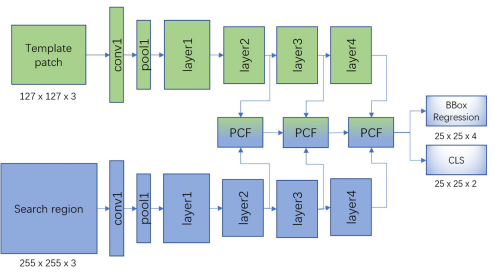 Template
patch
127 x 127 x 3
conv1
pool1
layer1
layer2
layer3
layer4
PCF
PCF
PCF
BBox
Regression
25 x 25 x 4
CLS
25 x 25 x 2
Search region
255 x 255 x 3
conv1
pool1
layer1
layer2
layer3
layer4